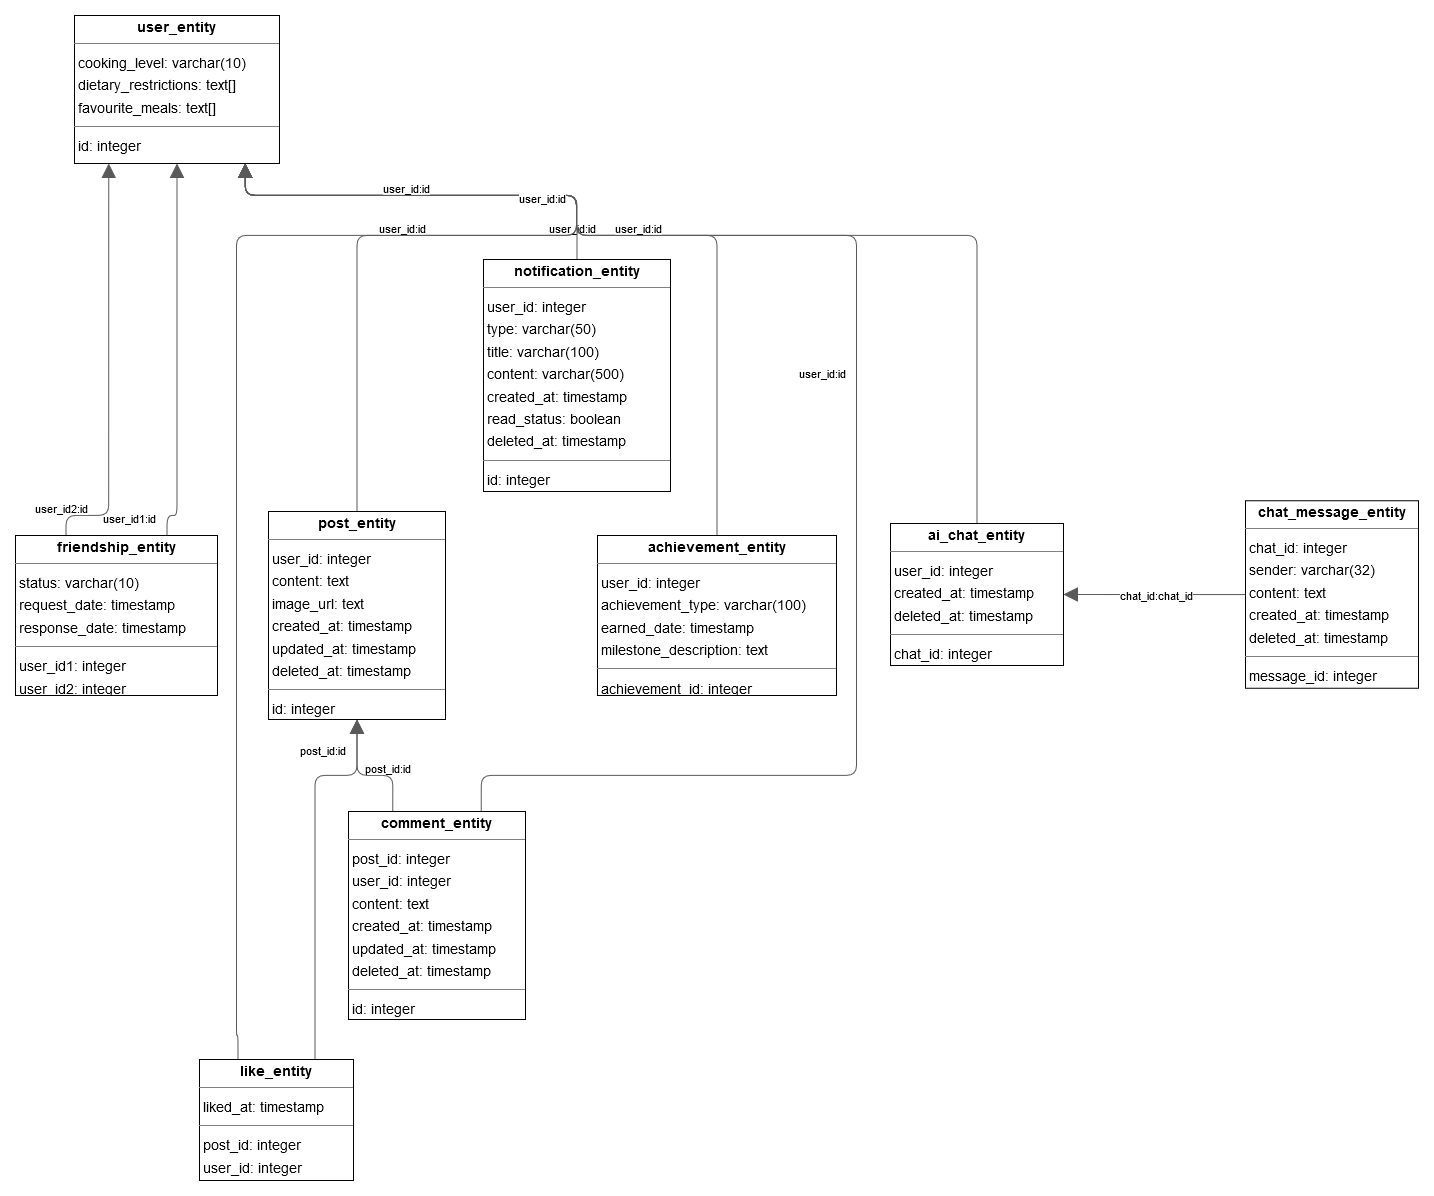 user_entity
cooking_level: varchar(10)
dietary_restrictions: text[]
favourite_meals: text[]
id: integer
user_id:id
user_id:id
user_id:id
user_id:id
user_id:id
notification_entity
user_id: integer
type: varchar(50)
title: varchar(100)
content: varchar(500)
created_at: timestamp
read_status: boolean
deleted_at: timestamp
id: integer
user_id:id
user_id2:id
user_id1:id
friendship_entity
status: varchar(10)
request_date: timestamp
response_date: timestamp
user_id1: integer
user_id2: integer
post_entity
user_id: integer
content: text
image_url: text
created_at: timestamp
updated_at: timestamp
deleted_at: timestamp
id: integer
achievement_entity
user_id: integer
achievement_type: varchar(100)
earned_date: timestamp
milestone_description: text
achievement_id: integer
ai_chat_entity
user_id: integer
created_at: timestamp
deleted_at: timestamp
chat_id: integer
chat_id:chat_id
chat_message_entity
chat_id: integer
sender: varchar(32)
content: text
created_at: timestamp
deleted_at: timestamp
message_id: integer
post_id:id
post_id:id
comment_entity
post_id: integer
user_id: integer
content: text
created_at: timestamp
updated_at: timestamp
deleted_at: timestamp
id: integer
like_entity
liked_at: timestamp
post_id: integer
user_id: integer